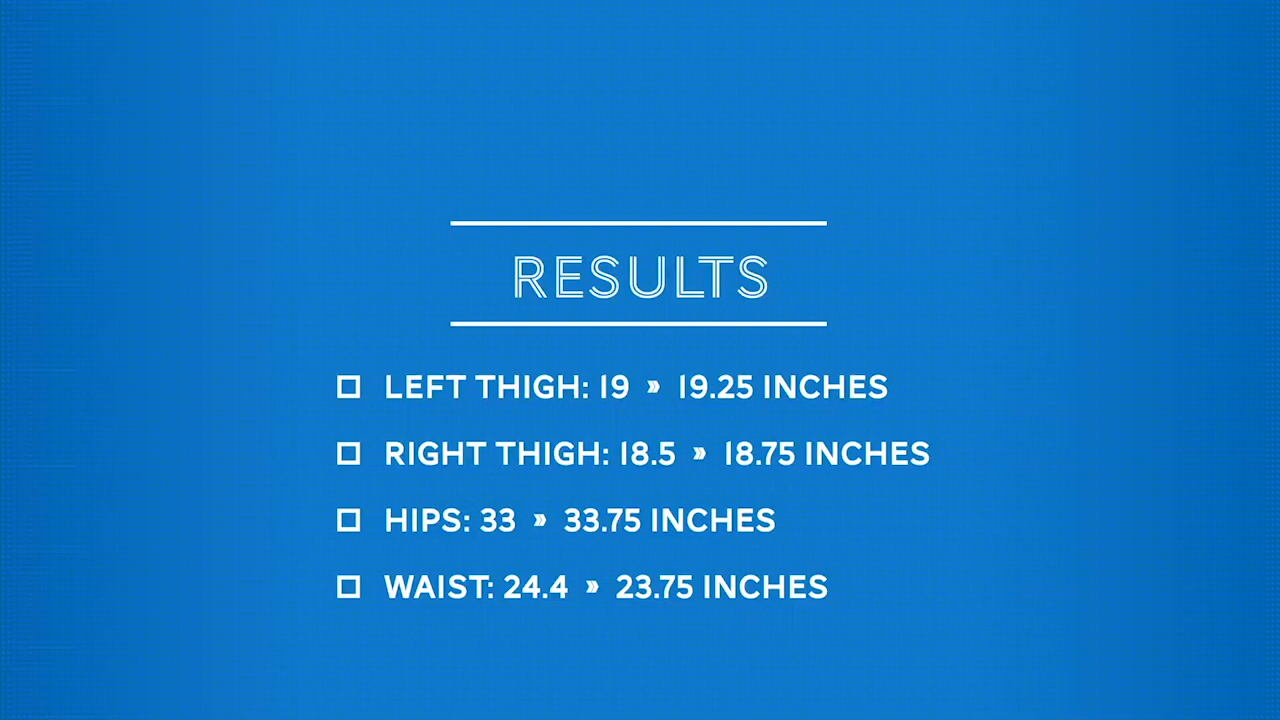 RESULTS
LEFT THIGH: 19 » 19.25 INCHES
RIGHT THIGH: 18.5 » 18.75 INCHES
HIPS: 33 » 33.75 INCHES
WAIST: 24.4 » 23.75 INCHES